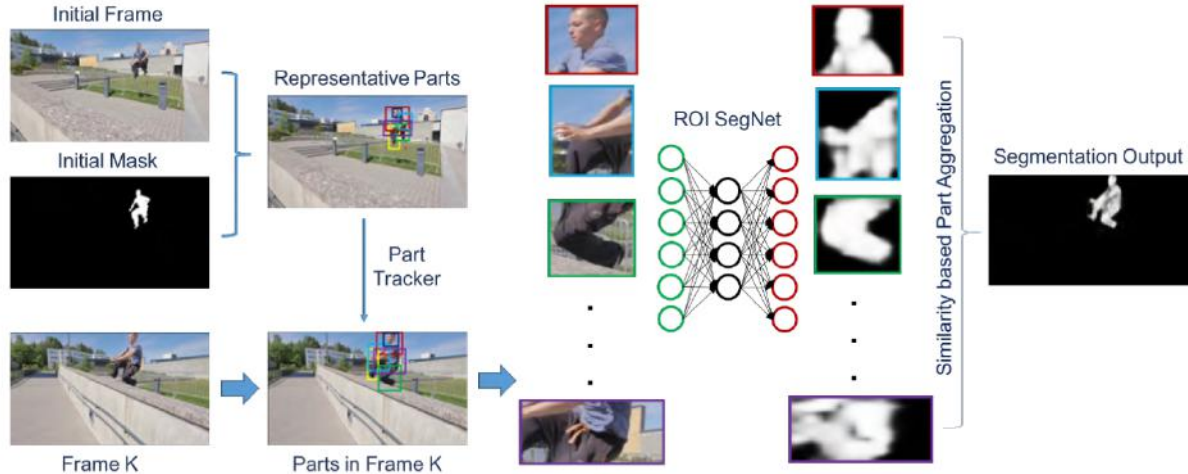 Initial Frame
Representative Parts
Initial Mask
Part
Tracker
Frame K
Parts in Frame K
ROI SegNet
Similarity based Part Aggregation
Segmentation Output